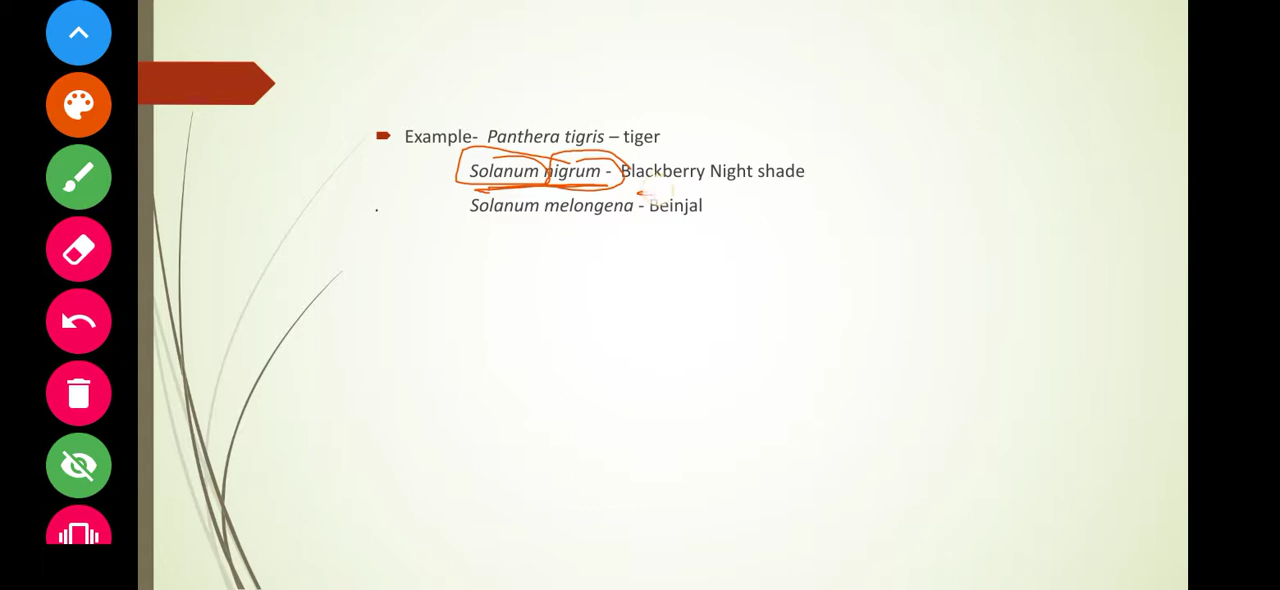 Example- Panthera tigris – tiger
Solanum nigrum - Blackberry Night shade
. Solanum melongena - Beinjal